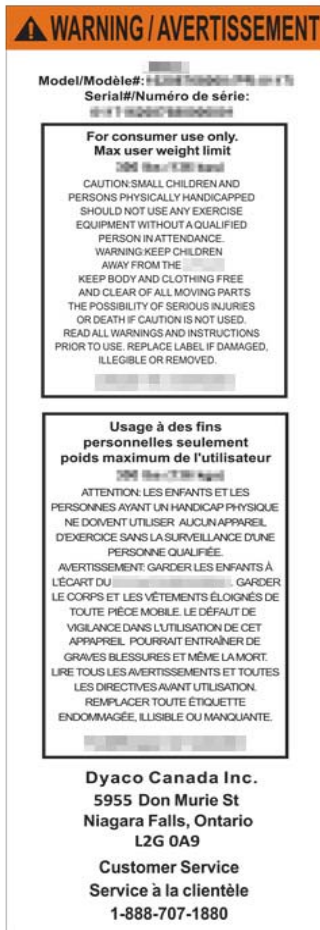 WARNING / AVERTISSEMENT
Model/Modèle#:
Serial#/Numéro de série:
For consumer use only.
Max user weight limit
CAUTION:SMALL CHILDREN AND
PERSONS PHYSICALLY HANDICAPPED
SHOULD NOT USE ANY EXERCISE
EQUIPMENT WITHOUT A QUALIFIED
PERSON IN ATTENDANCE.
WARNING:KEEP CHILDREN
AWAY FROM THE
KEEP BODY AND CLOTHING FREE
AND CLEAR OF ALL MOVING PARTS
THE POSSIBILITY OF SERIOUS INJURIES
OR DEATH IF CAUTION IS NOT USED.
READ ALL WARNINGS AND INSTRUCTIONS
PRIOR TO USE. REPLACE LABEL IF DAMAGED,
ILLEGIBLE OR REMOVED.
Usage à des fins
personnelles seulement
poids maximum de l'utilisateur
ATTENTION: LES ENFANTS ET LES
PERSONNES AYANT UN HANDICAP PHYSIQUE
NE DOIVENT UTILISER AUCUN APPAREIL
D'EXERCICE SANS LA SURVEILLANCE D'UNE
PERSONNE QUALIFIÉE.
AVERTISSEMENT: GARDER LES ENFANTS À
L'ÉCART DU . GARDER
LE CORPS ET LES VÊTEMENTS ÉLOIGNÉS DE
TOUTE PIÈCE MOBILE. LE DÉFAUT DE
VIGILANCE DANS L'UTILISATION DE CET
APPAPREIL POURRAIT ENTRAÎNER DE
GRAVES BLESSURES ET MÊME LA MORT.
LIRE TOUS LES AVERTISSEMENTS ET TOUTES
LES DIRECTIVES AVANT UTILISATION.
REMPLACER TOUTE ÉTIQUETTE
ENDOMMAGÉE, ILLISIBLE OU MANQUANTE.
Dyaco Canada Inc.
5955 Don Murie St
Niagara Falls, Ontario
L2G 0A9
Customer Service
Service à la clientèle
1-888-707-1880